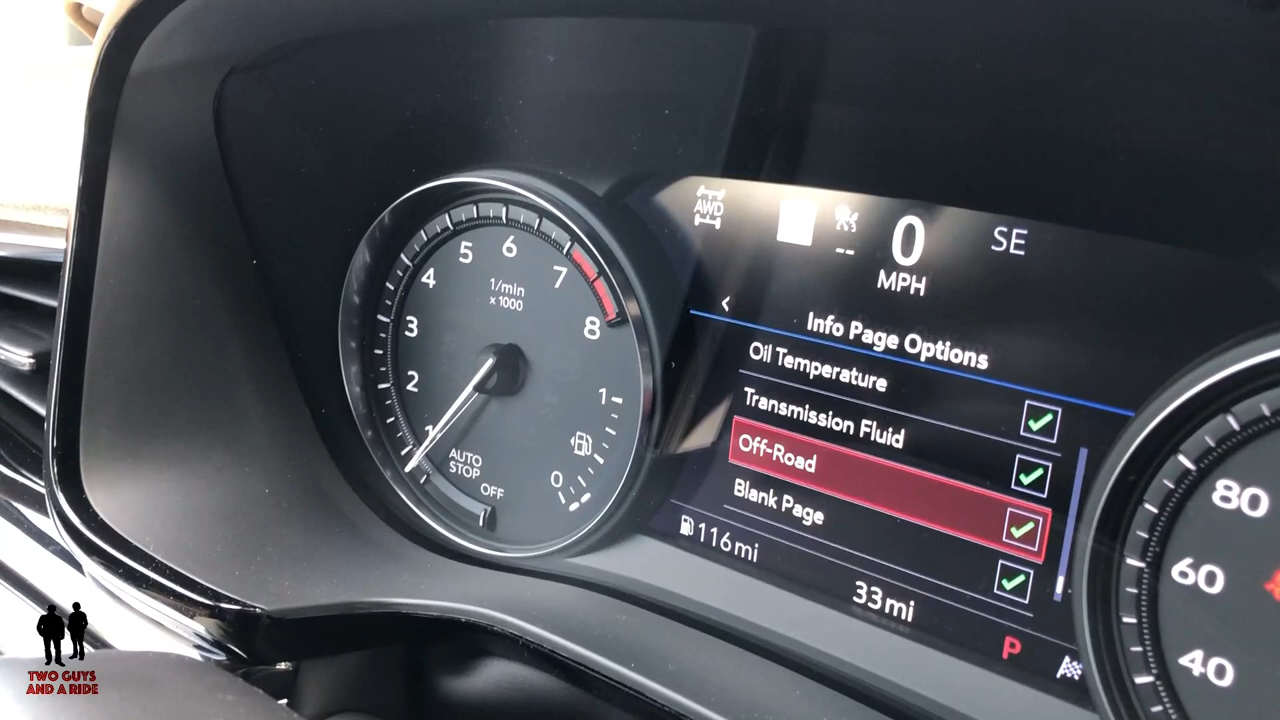 5
6
4
7
1/min
x1000
3
8
2
1
1
AUTO
STOP
OFF
0
AWD
--
0
MPH
SE
<
Info Page Options
Oil Temperature
Transmission Fluid
Off-Road
Blank Page
116mi
33mi
P
80
60
40
TWO GUYS
AND A RIDE